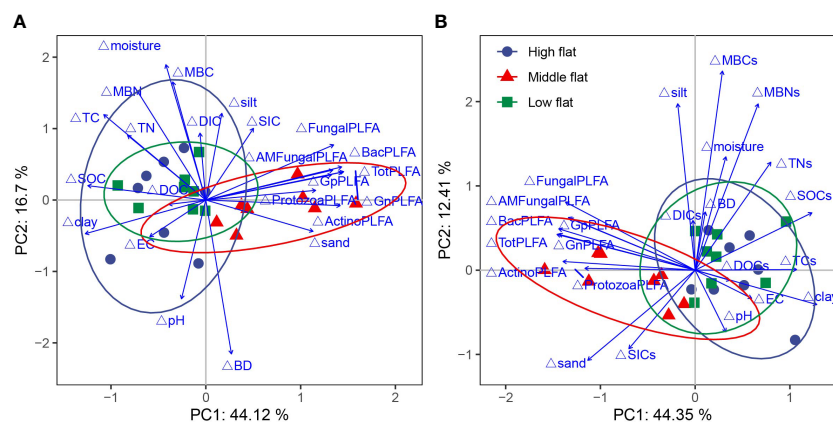 A
B
△moisture
△MBC
△MBN
△silt
△TC
△TN
△DIC
△SIC
△FungalPLFA
△AMFungalPLFA
△BacPLFA
△TotPLFA
△SOC
△DOC
△GpPLFA
△ProtozoaPLFA
△GnPLFA
△clay
△ActinoPLFA
△EC
△sand
△pH
△BD
2
1
0
−1
−2
−1
0
1
2
PC2: 16.7 %
PC1: 44.12 %
High flat
Middle flat
Low flat
△MBCs
△silt
△MBNs
△moisture
△TNs
△FungalPLFA
△SOCs
△AMFungalPLFA
△BD
△BacPLFA
△GpPLFA
△DICs
△TotPLFA
△GnPLFA
△DOCs
△TCs
△ActinoPLFA
△ProtozoaPLFA
△EC
△clay
△pH
△SICs
△sand
2
1
0
−1
−2
−1
0
1
PC2: 12.41 %
PC1: 44.35 %